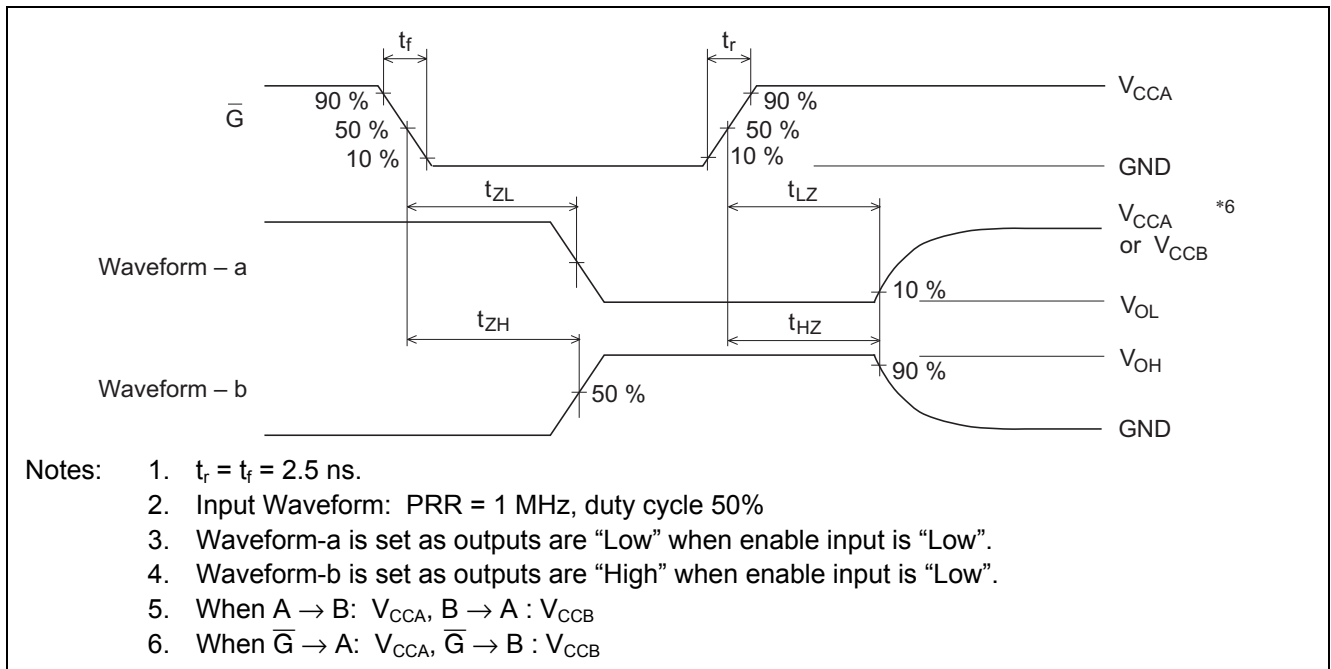 tf
tr
G̅
90 %
50 %
10 %
90 %
50 %
10 %
VCCA
GND
tZL
tLZ
Waveform – a
VCCA *6
or VCCB
10 %
VOL
tZH
tHZ
Waveform – b
50 %
90 %
VOH
GND
Notes: 1. tr = tf = 2.5 ns.
2. Input Waveform: PRR = 1 MHz, duty cycle 50%
3. Waveform-a is set as outputs are “Low” when enable input is “Low”.
4. Waveform-b is set as outputs are “High” when enable input is “Low”.
5. When A → B: VCCA, B → A : VCCB
6. When G̅ → A: VCCA, G̅ → B : VCCB